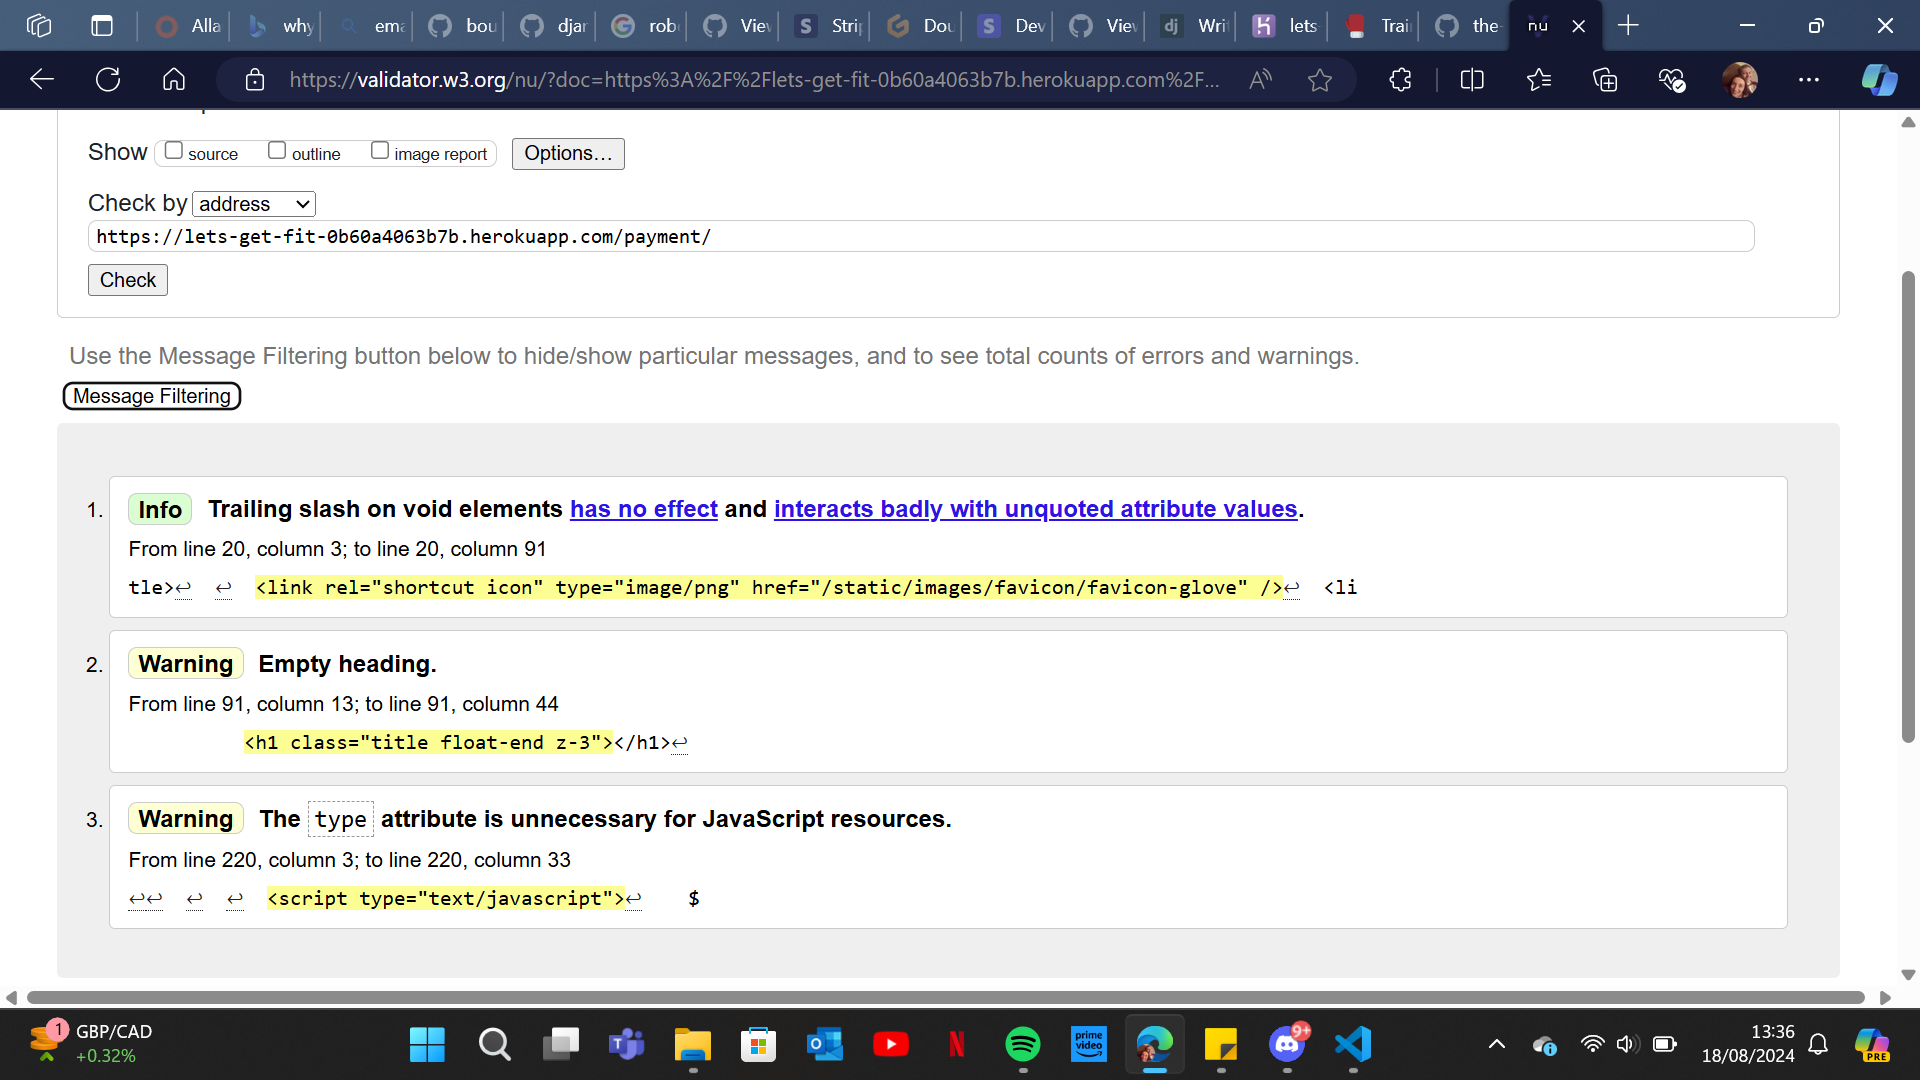 Alla
why
ema
bou
djar
rob
View
Strip
Dou
Dev
View
dj
Writ
lets
Train
the-
nu
https://validator.w3.org/nu/?doc=https%3A%2F%2Flets-get-fit-0b60a4063b7b.herokuapp.com%2F...
Show source outline image report Options...
Check by address
https://lets-get-fit-0b60a4063b7b.herokuapp.com/payment/
Check
Use the Message Filtering button below to hide/show particular messages, and to see total counts of errors and warnings.
Message Filtering
1. Info Trailing slash on void elements has no effect and interacts badly with unquoted attribute values.
From line 20, column 3; to line 20, column 91
tle>↩ ↩ <link rel="shortcut icon" type="image/png" href="/static/images/favicon/favicon-glove" />↩ <li
2. Warning Empty heading.
From line 91, column 13; to line 91, column 44
<h1 class="title float-end z-3"></h1>↩
3. Warning The type attribute is unnecessary for JavaScript resources.
From line 220, column 3; to line 220, column 33
↩↩ ↩ ↩ <script type="text/javascript">↩ $
1 GBP/CAD
+0.32%
prime video
9+
13:36
18/08/2024
PRE